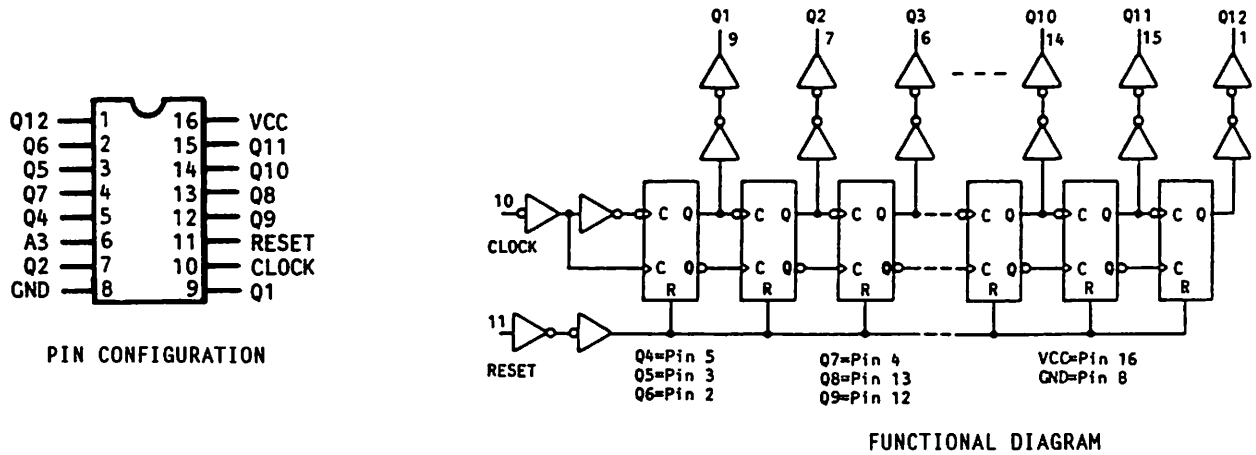 Q12 1 16 VCC
Q6 2 15 Q11
Q5 3 14 Q10
Q7 4 13 Q8
Q4 5 12 Q9
A3 6 11 RESET
Q2 7 10 CLOCK
GND 8 9 Q1
PIN CONFIGURATION
Q1 Q2 Q3 Q10 Q11 Q12
9 7 6 14 15 1
10 C Q C Q C Q C Q C Q C Q
CLOCK
C Q C Q C Q C Q C Q C
R R R R R R
11
RESET
Q4=Pin 5 Q7=Pin 4 VCC=Pin 16
Q5=Pin 3 Q8=Pin 13 GND=Pin 8
Q6=Pin 2 Q9=Pin 12
FUNCTIONAL DIAGRAM